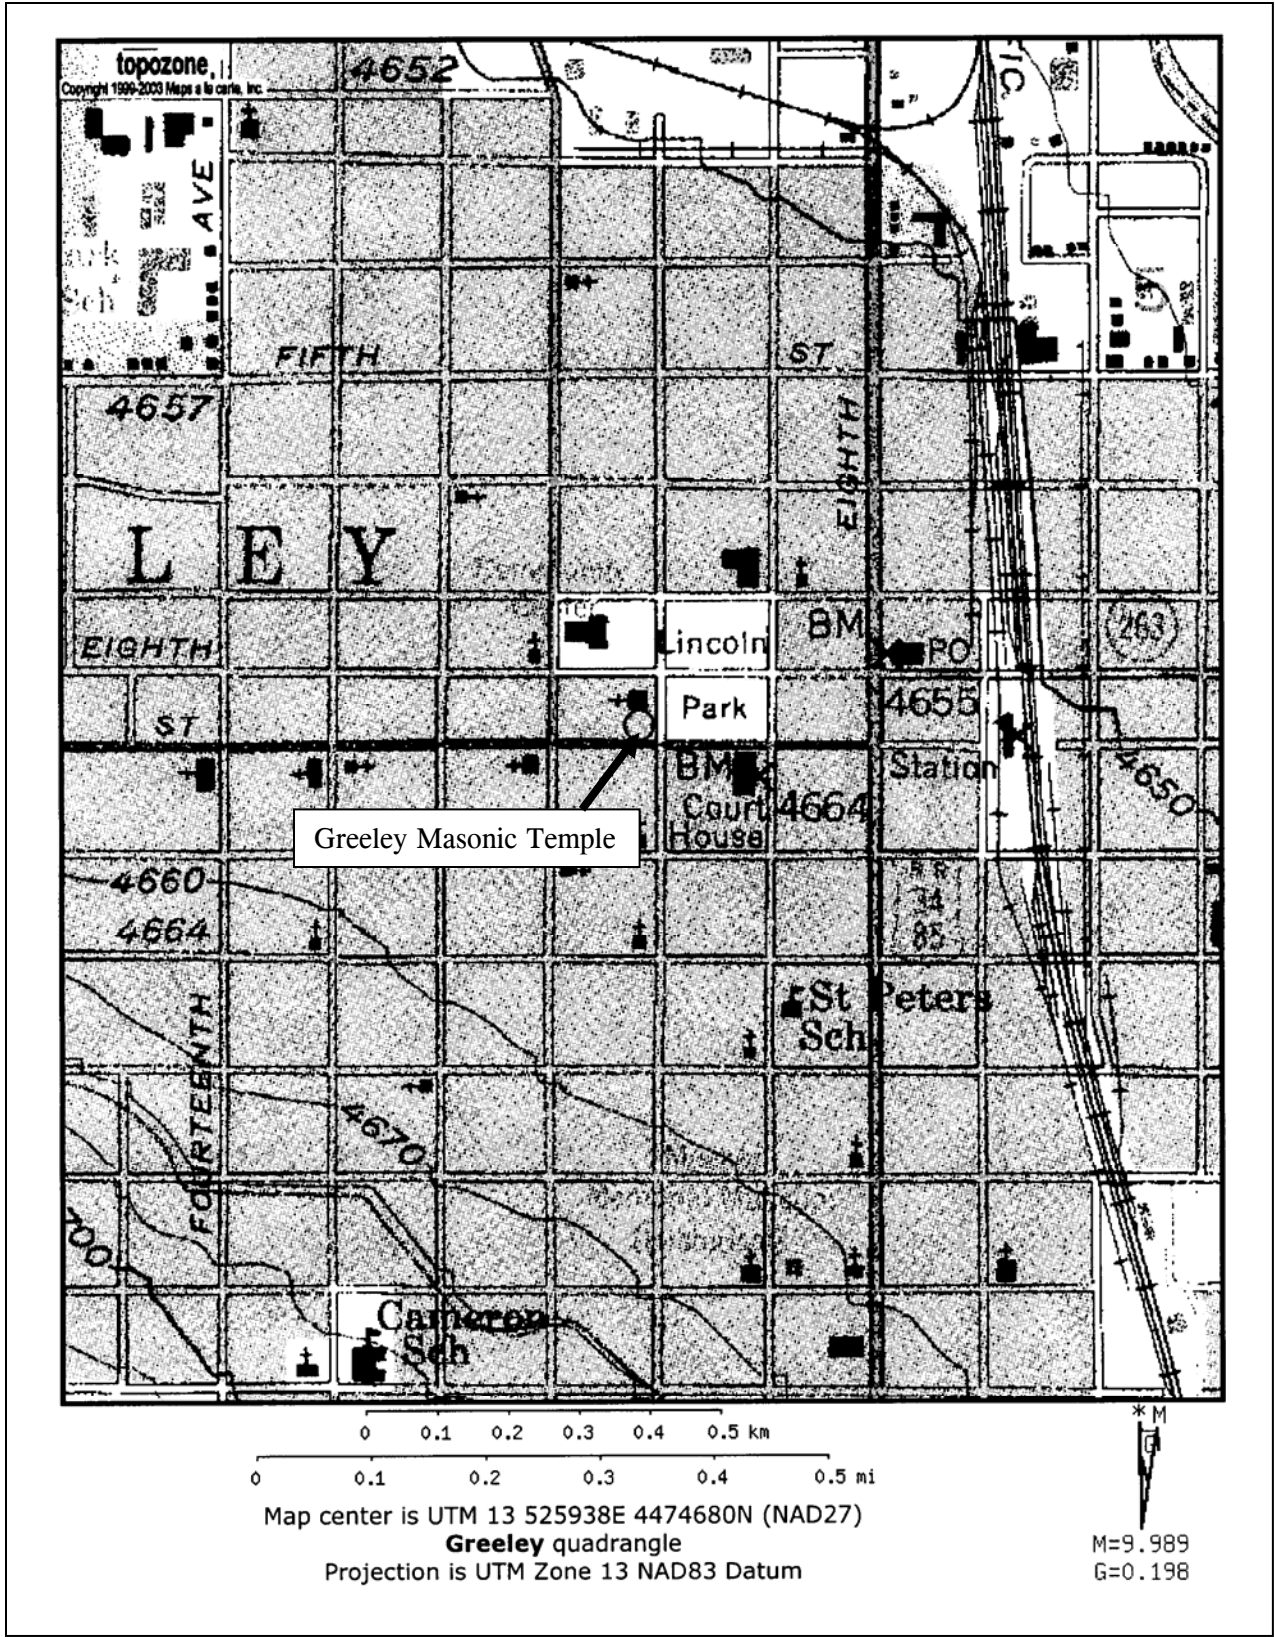 topozone
Copyright 1999-2003 Maps a la carte, Inc.
4652
IC
AVE
Sch
FIFTH
ST
4657
EIGHTH
L E Y
BM
263
EIGHTH
Lincoln
PO
Park
4655
ST
BM
Station
4650
Court 4664
House
Greeley Masonic Temple
4660
4664
14
85
St Peters
Sch
FOURTEENTH
4670
700
Cameron
Sch
* M
G
0 0.1 0.2 0.3 0.4 0.5 km
0 0.1 0.2 0.3 0.4 0.5 mi
Map center is UTM 13 525938E 4474680N (NAD27)
Greeley quadrangle
Projection is UTM Zone 13 NAD83 Datum
M=9.989
G=0.198